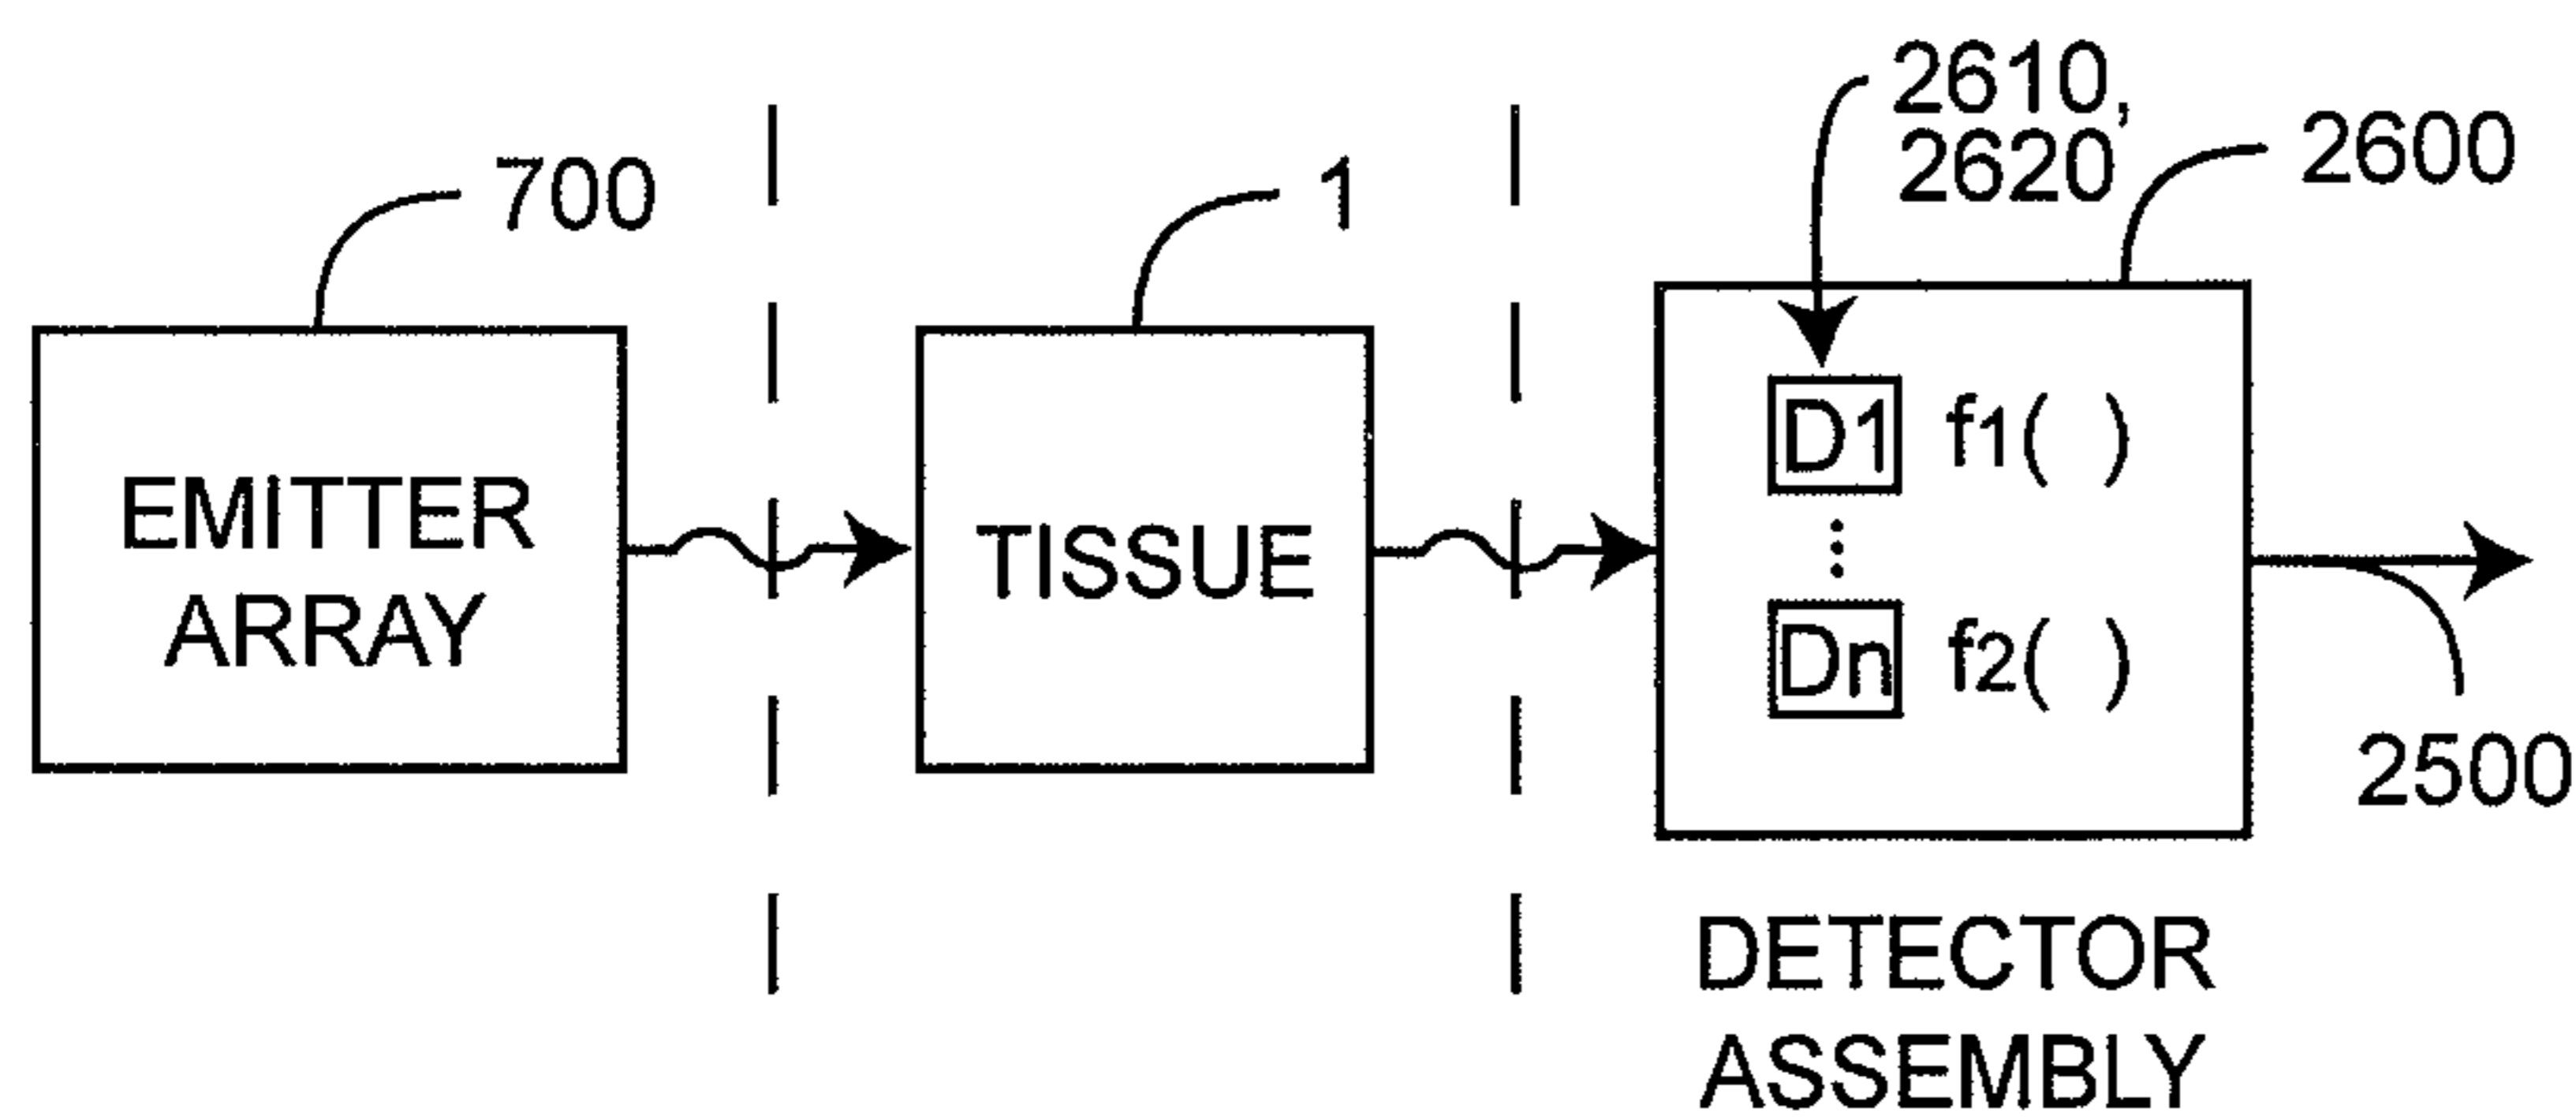 2610,
2620
2600
700
1
EMITTER
ARRAY
TISSUE
D1 f1( )
Dn f2( )
2500
DETECTOR
ASSEMBLY